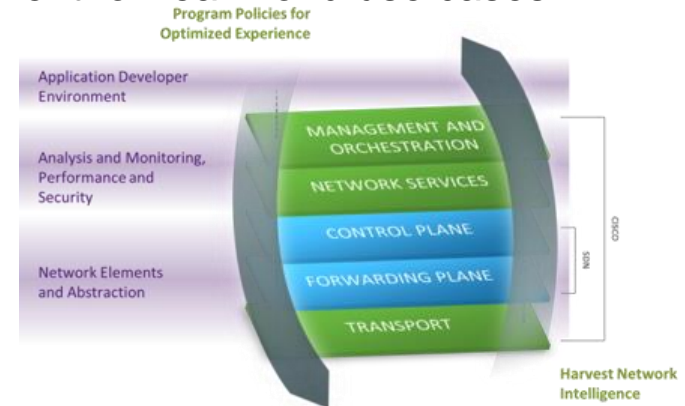 Program Policies for
Optimized Experience
Application Developer
Environment
MANAGEMENT AND
ORCHESTRATION
Analysis and Monitoring,
Performance and
Security
NETWORK SERVICES
CONTROL PLANE
CISCO
SDN
Network Elements
and Abstraction
FORWARDING PLANE
TRANSPORT
Harvest Network
Intelligence